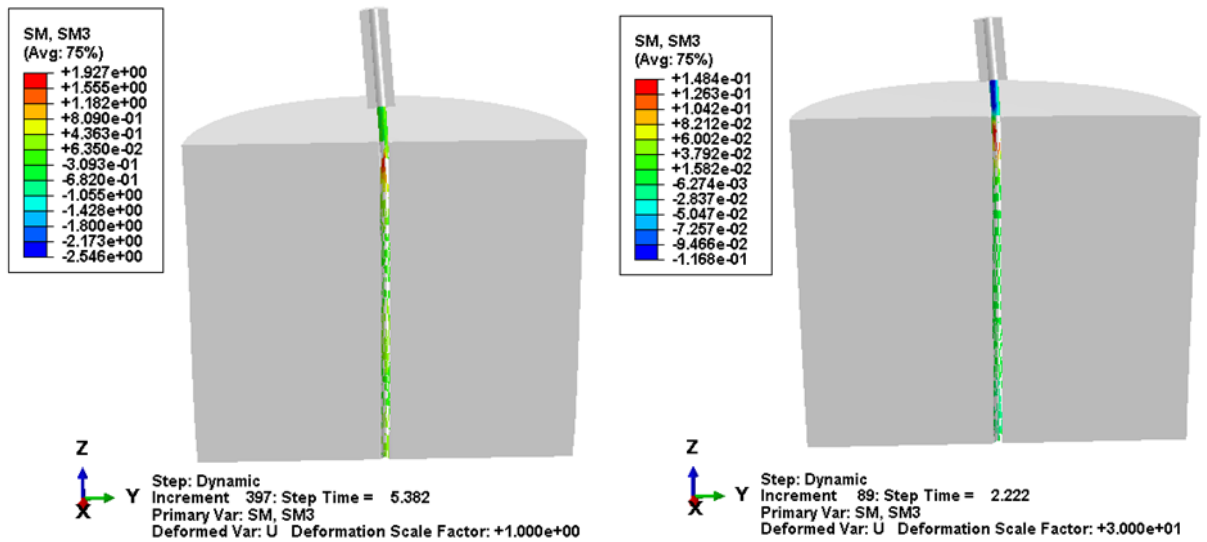 SM, SM3
(Avg: 75%)
+1.927e+00
+1.555e+00
+1.182e+00
+8.090e-01
+4.363e-01
+6.350e-02
-3.093e-01
-6.820e-01
-1.055e+00
-1.428e+00
-1.800e+00
-2.173e+00
-2.546e+00
Z
Y
X
Step: Dynamic
Increment 397: Step Time = 5.382
Primary Var: SM, SM3
Deformed Var: U Deformation Scale Factor: +1.000e+00
SM, SM3
(Avg: 75%)
+1.484e-01
+1.263e-01
+1.042e-01
+8.212e-02
+6.002e-02
+3.792e-02
+1.582e-02
-6.274e-03
-2.837e-02
-5.047e-02
-7.257e-02
-9.466e-02
-1.168e-01
Z
Y
X
Step: Dynamic
Increment 89: Step Time = 2.222
Primary Var: SM, SM3
Deformed Var: U Deformation Scale Factor: +3.000e+01